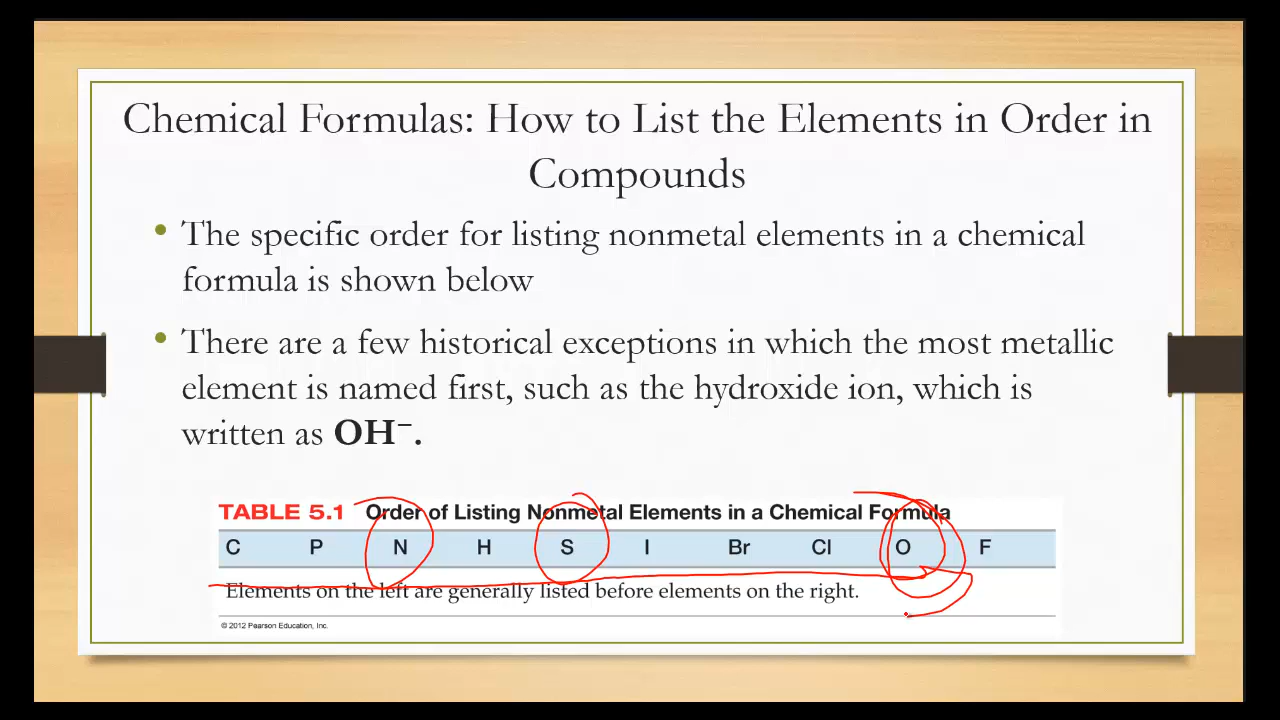 Chemical Formulas: How to List the Elements in Order in
Compounds
• The specific order for listing nonmetal elements in a chemical
formula is shown below
• There are a few historical exceptions in which the most metallic
element is named first, such as the hydroxide ion, which is
written as OH⁻.
TABLE 5.1 Order of Listing Nonmetal Elements in a Chemical Formula
C P N H S I Br Cl O F
Elements on the left are generally listed before elements on the right.
© 2012 Pearson Education, Inc.